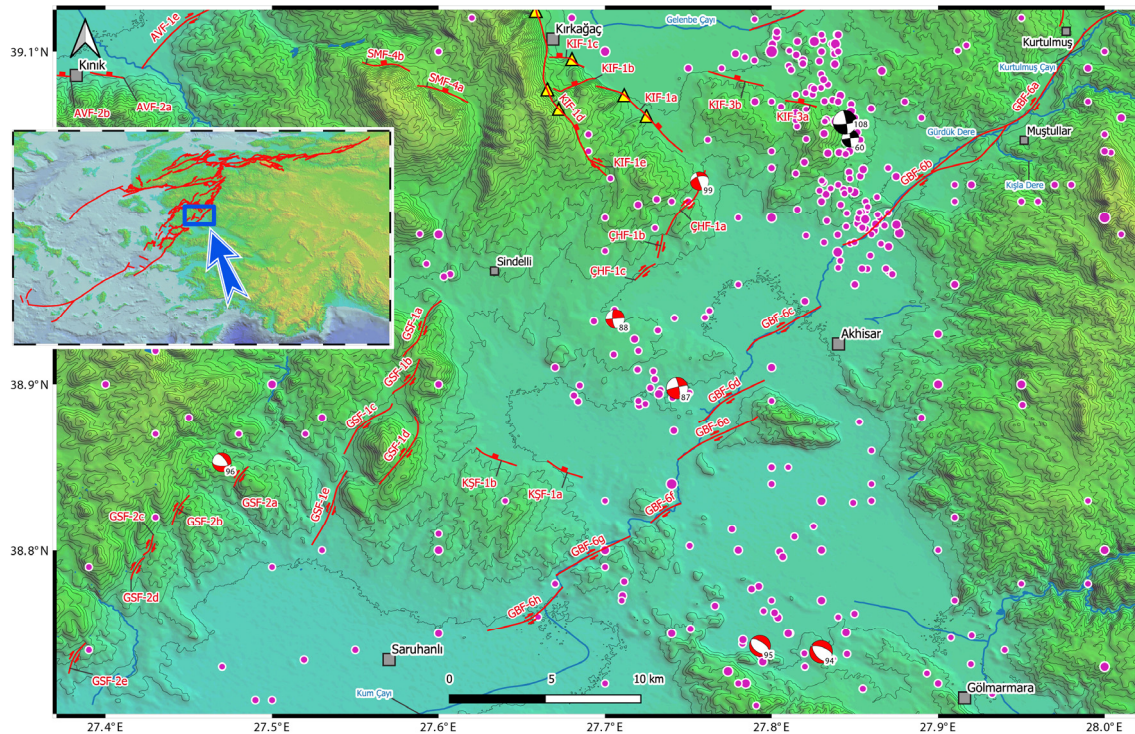 39.1°N
38.9°N
38.8°N
27.4°E
27.5°E
27.6°E
27.7°E
27.8°E
27.9°E
28.0°E
AVF-1e
Kınık
AVF-2b
AVF-2a
SMF-4b
SMF-4a
Kırkağaç
KIF-1c
KIF-1b
KIF-1a
KIF-1d
KIF-1e
Gelenbe Çayı
KIF-3b
KIF-3a
108
60
Kurtulmuş
Kurtulmuş Çayı
GBF-6a
Gürdük Dere
Muştullar
Kışla Dere
GBF-6b
99
ÇHF-1b
ÇHF-1a
ÇHF-1c
Sindelli
GSF-1a
88
GBF-6c
Akhisar
GSF-1b
87
GBF-6d
GSF-1c
GSF-1d
GBF-6e
96
KŞF-1b
KŞF-1a
GSF-2a
GSF-1e
GSF-2c
GSF-2b
GBF-6f
GBF-6g
GSF-2d
GBF-6h
Saruhanlı
95
94
GSF-2e
0
5
10 km
Kum Çayı
Gölmarmara